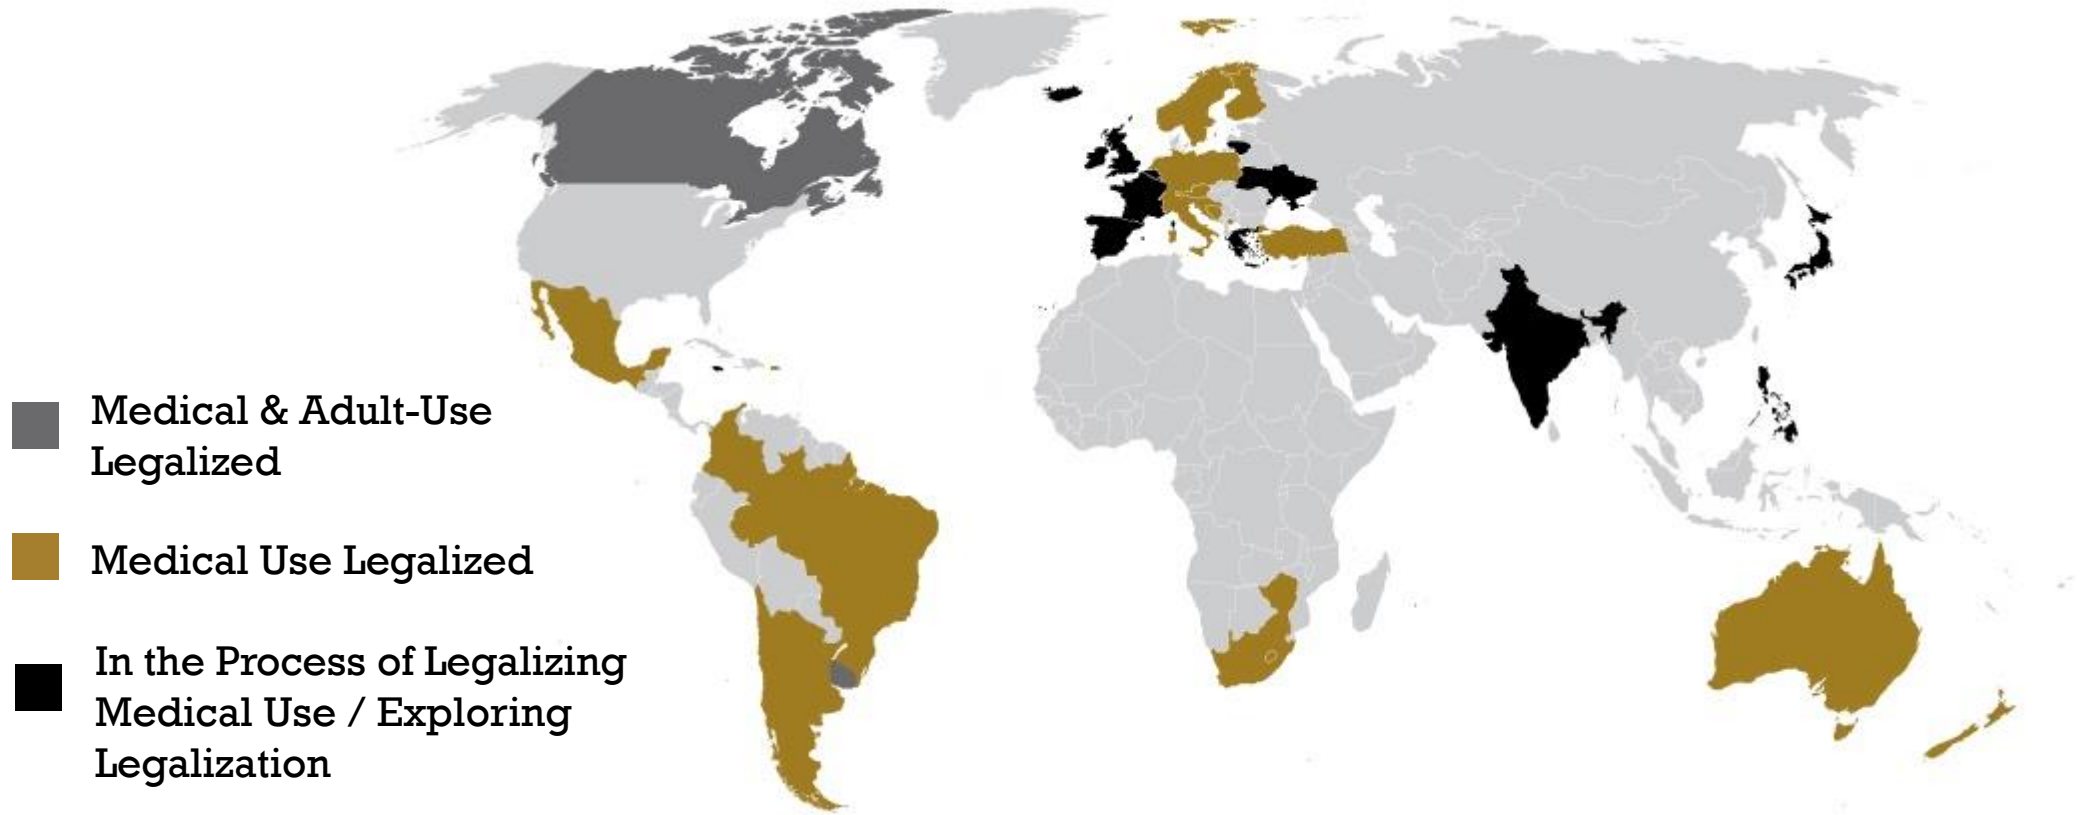 Medical & Adult-Use
Legalized
Medical Use Legalized
In the Process of Legalizing
Medical Use / Exploring
Legalization